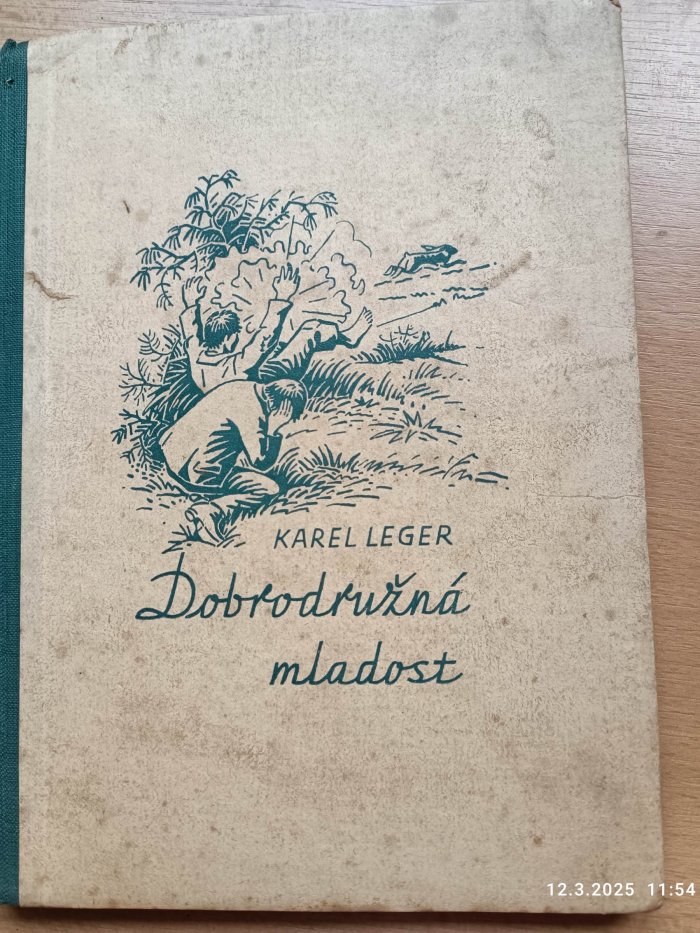 KAREL LEGER
Dobrodružná
mladost
12.3.2025 11:54